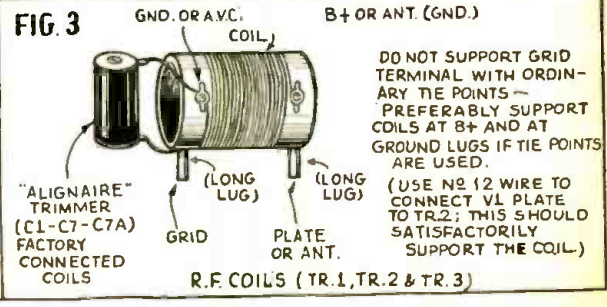 FIG. 3
GND. OR A.V.C.
B+ OR ANT. (GND.)
COIL
DO NOT SUPPORT GRID
TERMINAL WITH ORDIN-
ARY TIE POINTS –
PREFERABLY SUPPORT
COILS AT B+ AND AT
GROUND LUGS IF TIE POINTS
ARE USED.
(USE Nº 12 WIRE TO
CONNECT V1 PLATE
TO TR.2; THIS SHOULD
SATISFACTORILY
SUPPORT THE COIL.)
"ALIGNAIRE"
TRIMMER
(C1-C7-C7A)
FACTORY
CONNECTED
COILS
(LONG
LUG)
GRID
(LONG
LUG)
PLATE
OR ANT.
R.F. COILS (TR.1, TR.2 & TR.3)